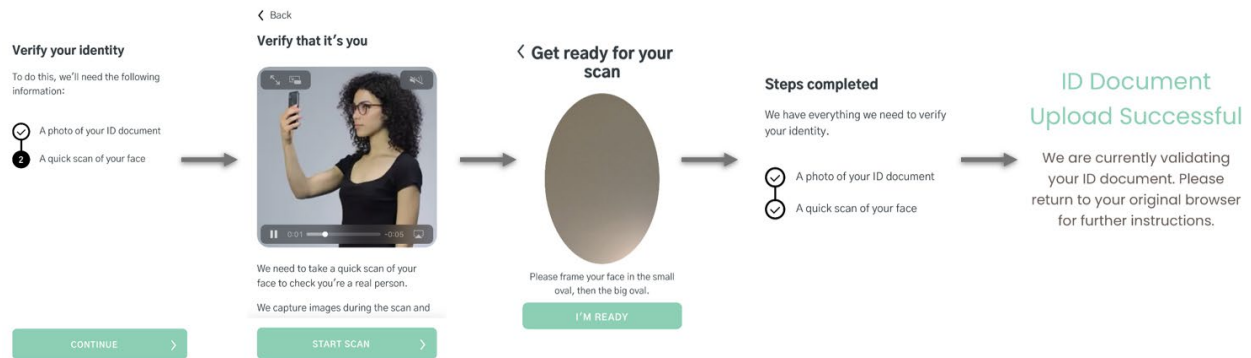 Verify your identity
To do this, we'll need the following
information:
A photo of your ID document
2
A quick scan of your face
CONTINUE
Back
Verify that it's you
0:01
-0:05
We need to take a quick scan of your
face to check you're a real person.
We capture images during the scan and
START SCAN
Get ready for your
scan
Please frame your face in the small
oval, then the big oval.
I'M READY
Steps completed
We have everything we need to verify
your identity.
A photo of your ID document
A quick scan of your face
ID Document
Upload Successful
We are currently validating
your ID document. Please
return to your original browser
for further instructions.